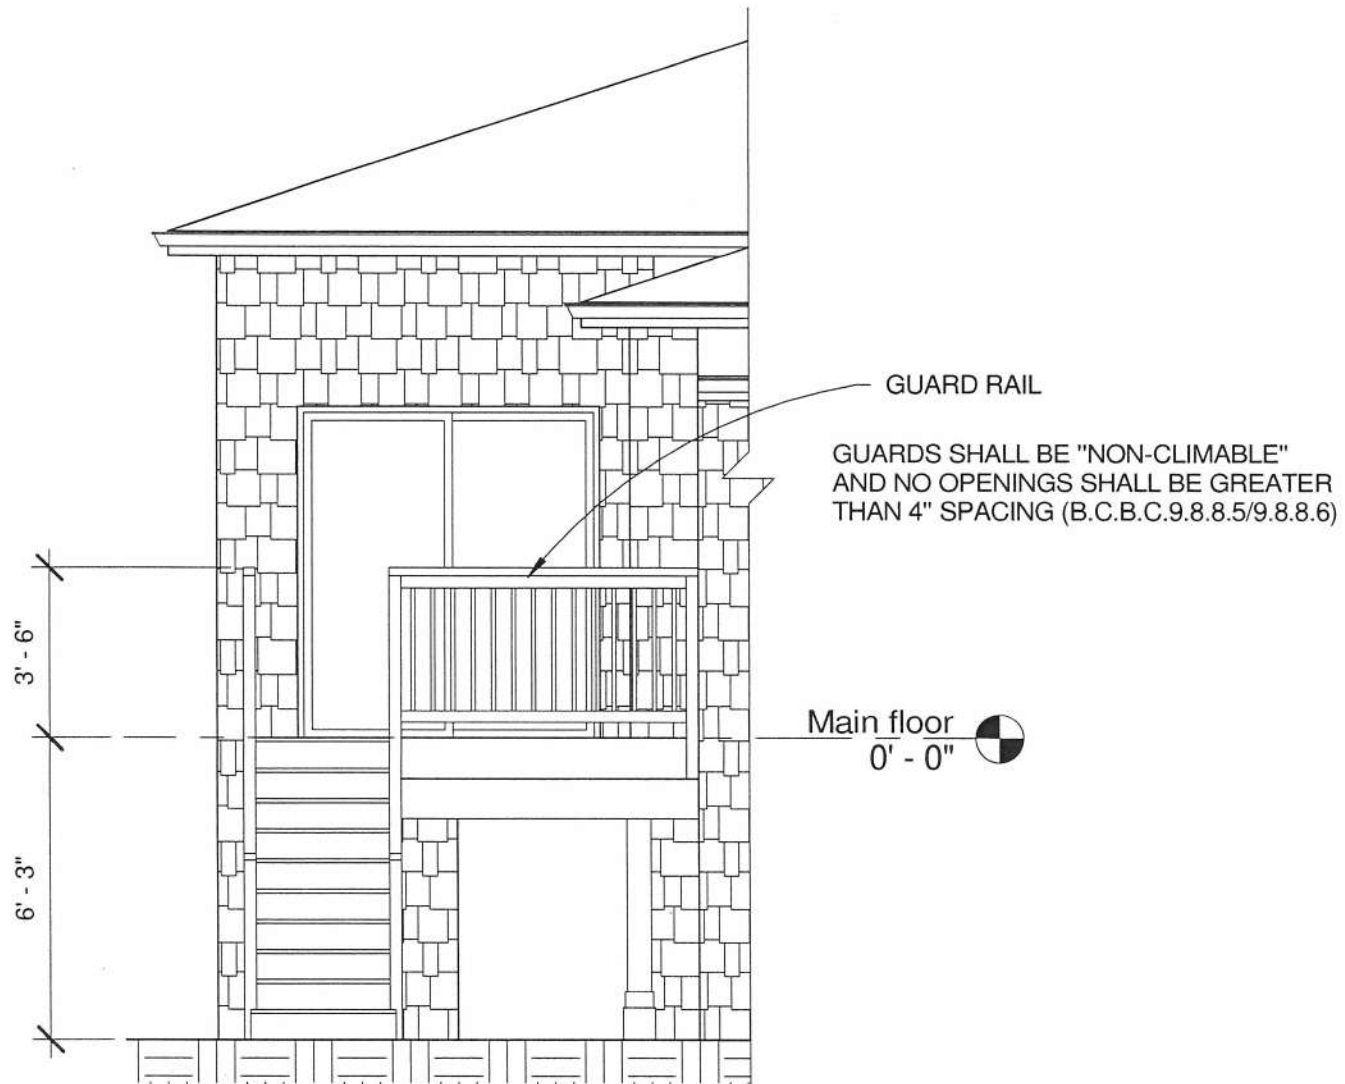 GUARD RAIL
GUARDS SHALL BE "NON-CLIMABLE"
AND NO OPENINGS SHALL BE GREATER
THAN 4" SPACING (B.C.B.C.9.8.8.5/9.8.8.6)
3' - 6"
Main floor
0' - 0"
6' - 3"